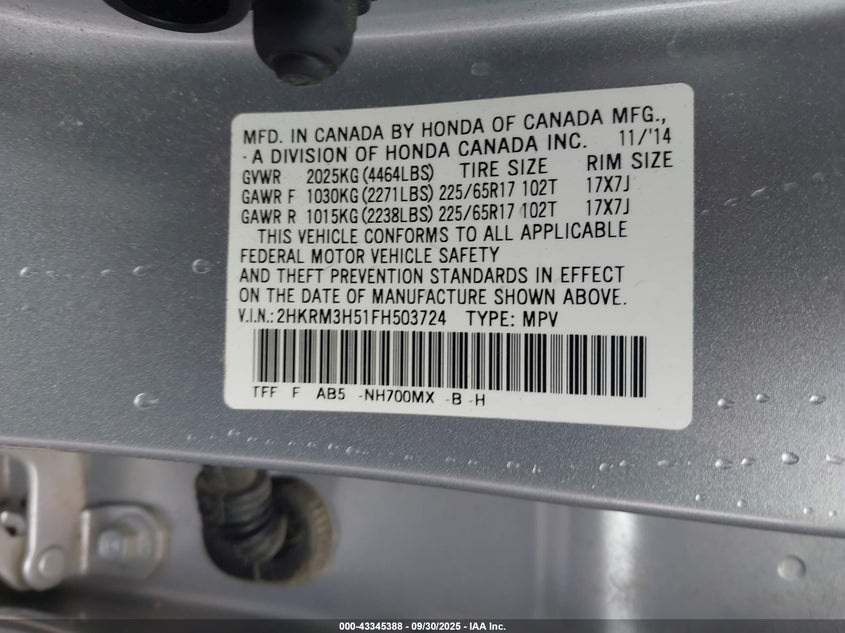 MFD. IN CANADA BY HONDA OF CANADA MFG.,
A DIVISION OF HONDA CANADA INC. 11/'14
GVWR 2025KG (4464LBS) TIRE SIZE RIM SIZE
GAWR F 1030KG (2271LBS) 225/65R17 102T 17X7J
GAWR R 1015KG (2238LBS) 225/65R17 102T 17X7J
THIS VEHICLE CONFORMS TO ALL APPLICABLE
FEDERAL MOTOR VEHICLE SAFETY
AND THEFT PREVENTION STANDARDS IN EFFECT
ON THE DATE OF MANUFACTURE SHOWN ABOVE.
V.I.N.: 2HKRM3H51FH503724 TYPE: MPV
TFF F AB5 -NH700MX -B -H
000-43345388 - 09/30/2025 - IAA Inc.